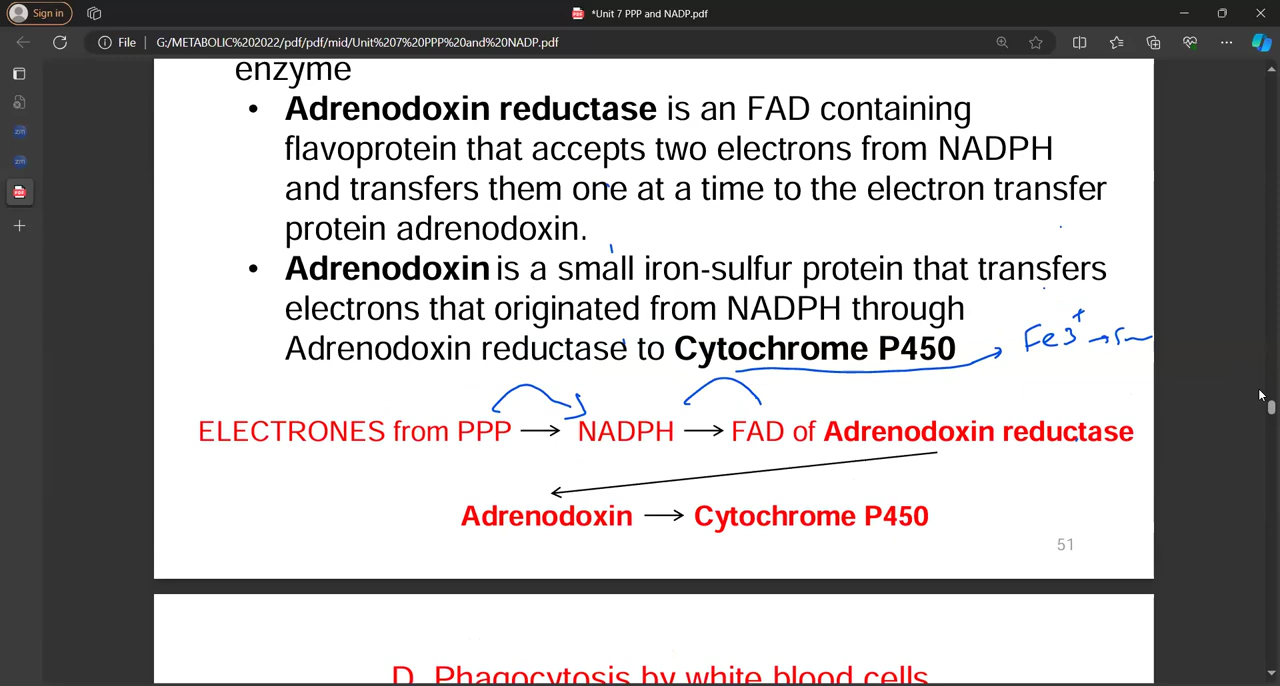 Sign in
*Unit 7 PPP and NADP.pdf
File
G:/METABOLIC%202022/pdf/pdf/mid/Unit%207%20PPP%20and%20NADP.pdf
zm
zm
PDF
enzyme
• Adrenodoxin reductase is an FAD containing
flavoprotein that accepts two electrons from NADPH
and transfers them one at a time to the electron transfer
protein adrenodoxin.
• Adrenodoxin is a small iron-sulfur protein that transfers
electrons that originated from NADPH through
Adrenodoxin reductase to Cytochrome P450
Fe3+ →
ELECTRONES from PPP → NADPH → FAD of Adrenodoxin reductase
Adrenodoxin → Cytochrome P450
51
D. Phagocytosis by white blood cells